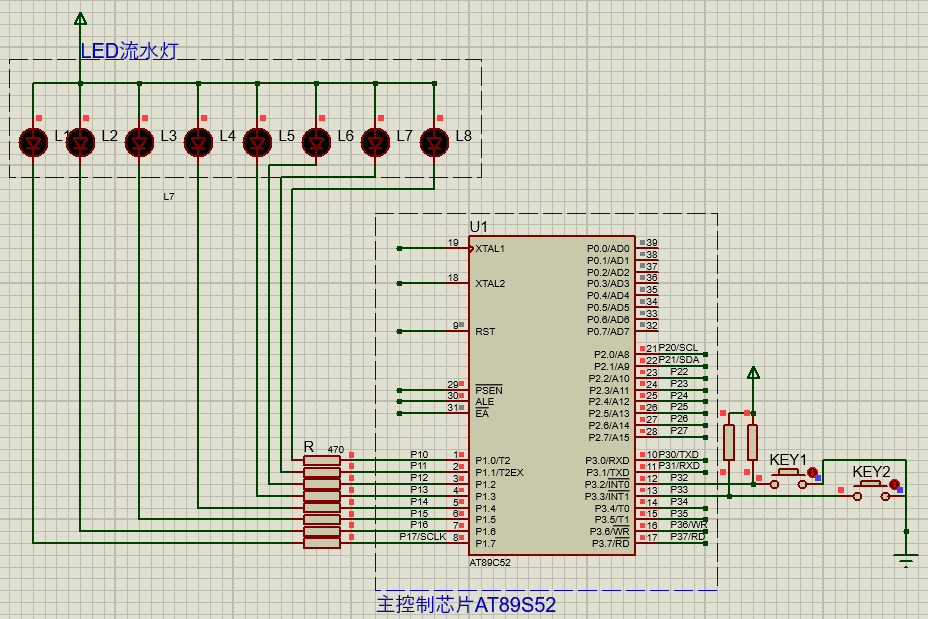 LED流水灯
L1 L2 L3 L4 L5 L6 L7 L8
L7
U1
19 XTAL1 P0.0/AD0 39
P0.1/AD1 38
P0.2/AD2 37
18 XTAL2 P0.3/AD3 36
P0.4/AD4 35
P0.5/AD5 34
P0.6/AD6 33
9 RST P0.7/AD7 32
P2.0/A8 21 P20/SCL
P2.1/A9 22 P21/SDA
P2.2/A10 23 P22
29 PSEN P2.3/A11 24 P23
30 ALE P2.4/A12 25 P24
31 EA P2.5/A13 26 P25
P2.6/A14 27 P26
P2.7/A15 28 P27
R 470
P10 1 P1.0/T2 P3.0/RXD 10 P30/TXD
P11 2 P1.1/T2EX P3.1/TXD 11 P31/RXD
P12 3 P1.2 P3.2/INT0 12 P32
P13 4 P1.3 P3.3/INT1 13 P33
P14 5 P1.4 P3.4/T0 14 P34
P15 6 P1.5 P3.5/T1 15 P35
P16 7 P1.6 P3.6/WR 16 P36/WR
P17/SCLK 8 P1.7 P3.7/RD 17 P37/RD
KEY1
KEY2
AT89C52
主控制芯片AT89S52